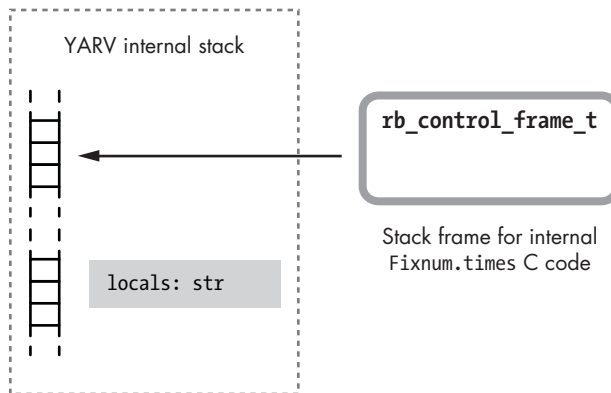 YARV internal stack
rb_control_frame_t
Stack frame for internal
Fixnum.times C code
locals: str